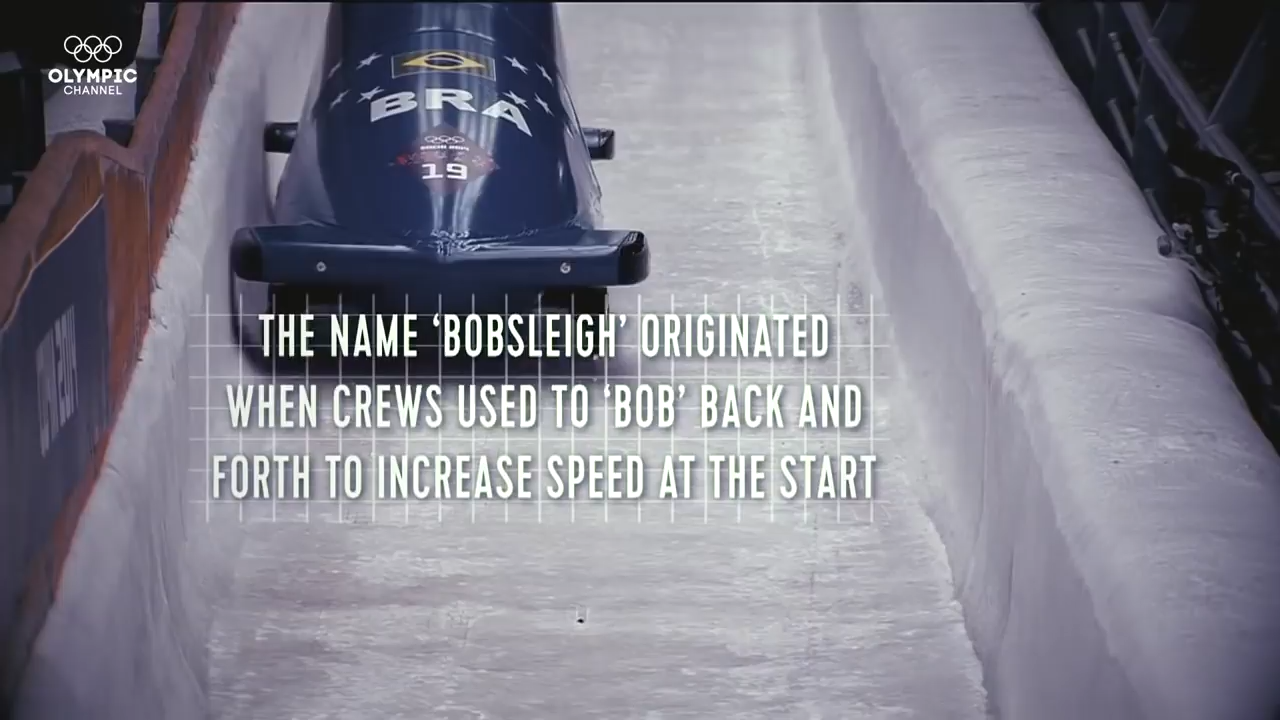 OLYMPIC
CHANNEL
BRA
19
THE NAME ‘BOBSLEIGH’ ORIGINATED
WHEN CREWS USED TO ‘BOB’ BACK AND
FORTH TO INCREASE SPEED AT THE START